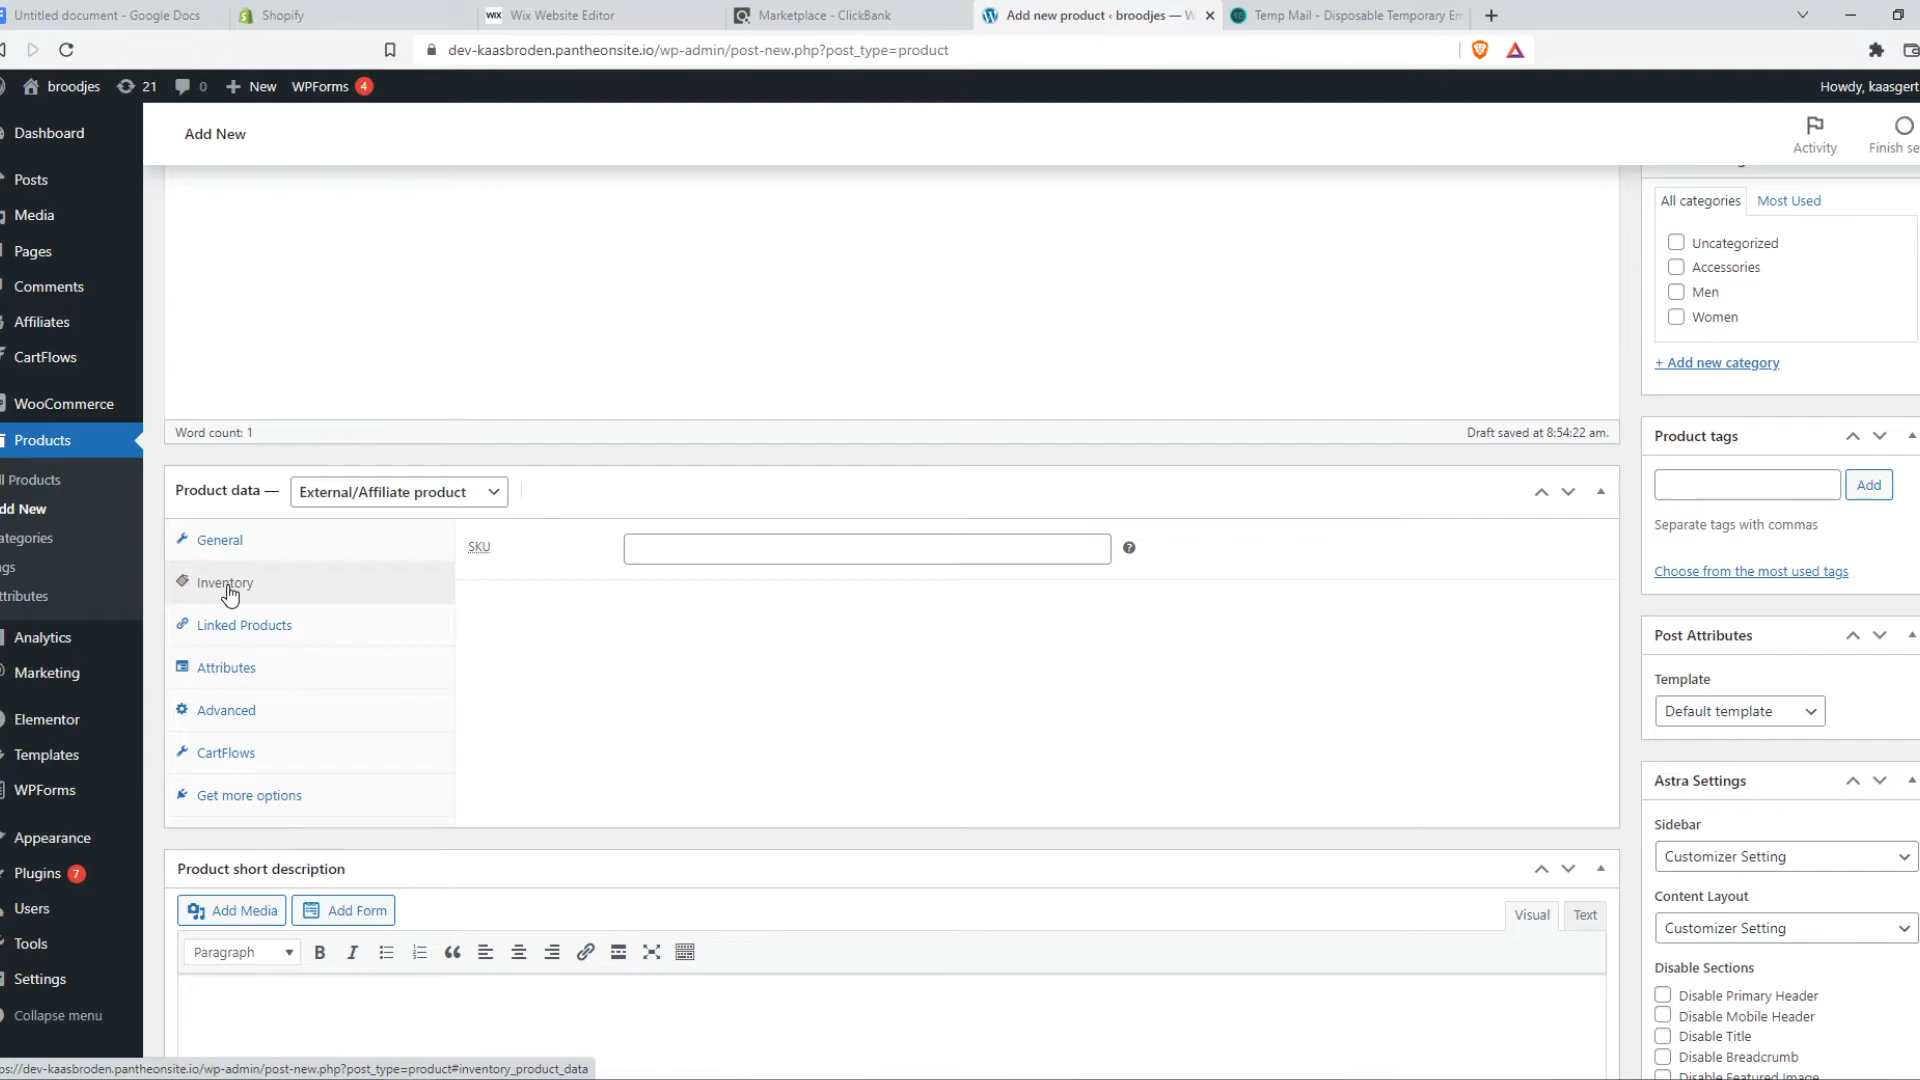 Untitled document - Google Docs
Shopify
WIX Wix Website Editor
Marketplace - ClickBank
Add new product ‹ broodjes — W
Temp Mail - Disposable Temporary Em
dev-kaasbroden.pantheonsite.io/wp-admin/post-new.php?post_type=product
broodjes 21 0 New WPForms 4
Howdy, kaasgert
Add New
Activity
Finish se
Dashboard
Posts
Media
Pages
Comments
Affiliates
CartFlows
WooCommerce
Products
ll Products
dd New
ategories
gs
ttributes
Analytics
Marketing
Elementor
Templates
WPForms
Appearance
Plugins 7
Users
Tools
Settings
Collapse menu
Word count: 1
Draft saved at 8:54:22 am.
Product data — External/Affiliate product
General
Inventory
Linked Products
Attributes
Advanced
CartFlows
Get more options
SKU
Product short description
Add Media
Add Form
Visual
Text
Paragraph
All categories
Most Used
Uncategorized
Accessories
Men
Women
+ Add new category
Product tags
Add
Separate tags with commas
Choose from the most used tags
Post Attributes
Template
Default template
Astra Settings
Sidebar
Customizer Setting
Content Layout
Customizer Setting
Disable Sections
Disable Primary Header
Disable Mobile Header
Disable Title
Disable Breadcrumb
Disable Featured Image
ps://dev-kaasbroden.pantheonsite.io/wp-admin/post-new.php?post_type=product#inventory_product_data